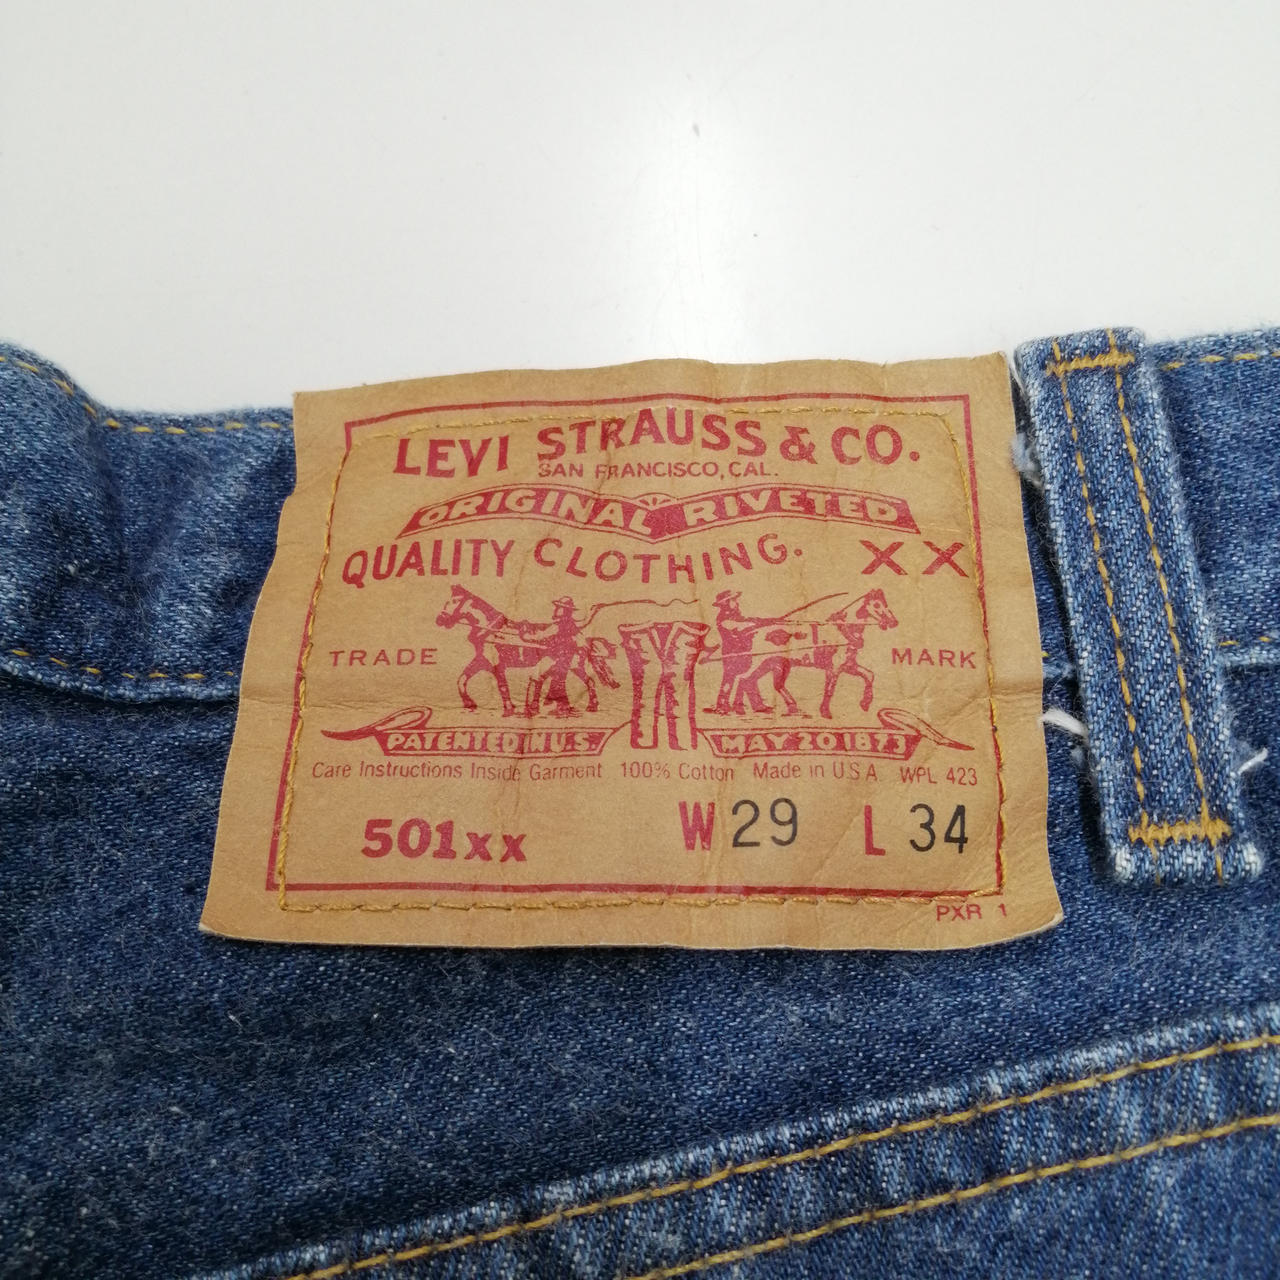 LEVI STRAUSS & CO.
SAN FRANCISCO, CAL.
ORIGINAL RIVETED
QUALITY CLOTHING. XX
TRADE MARK
PATENTED IN U.S. MAY 20 1873
Care Instructions Inside Garment 100% Cotton Made in U S A WPL 423
501xx W 29 L 34
PXR 1